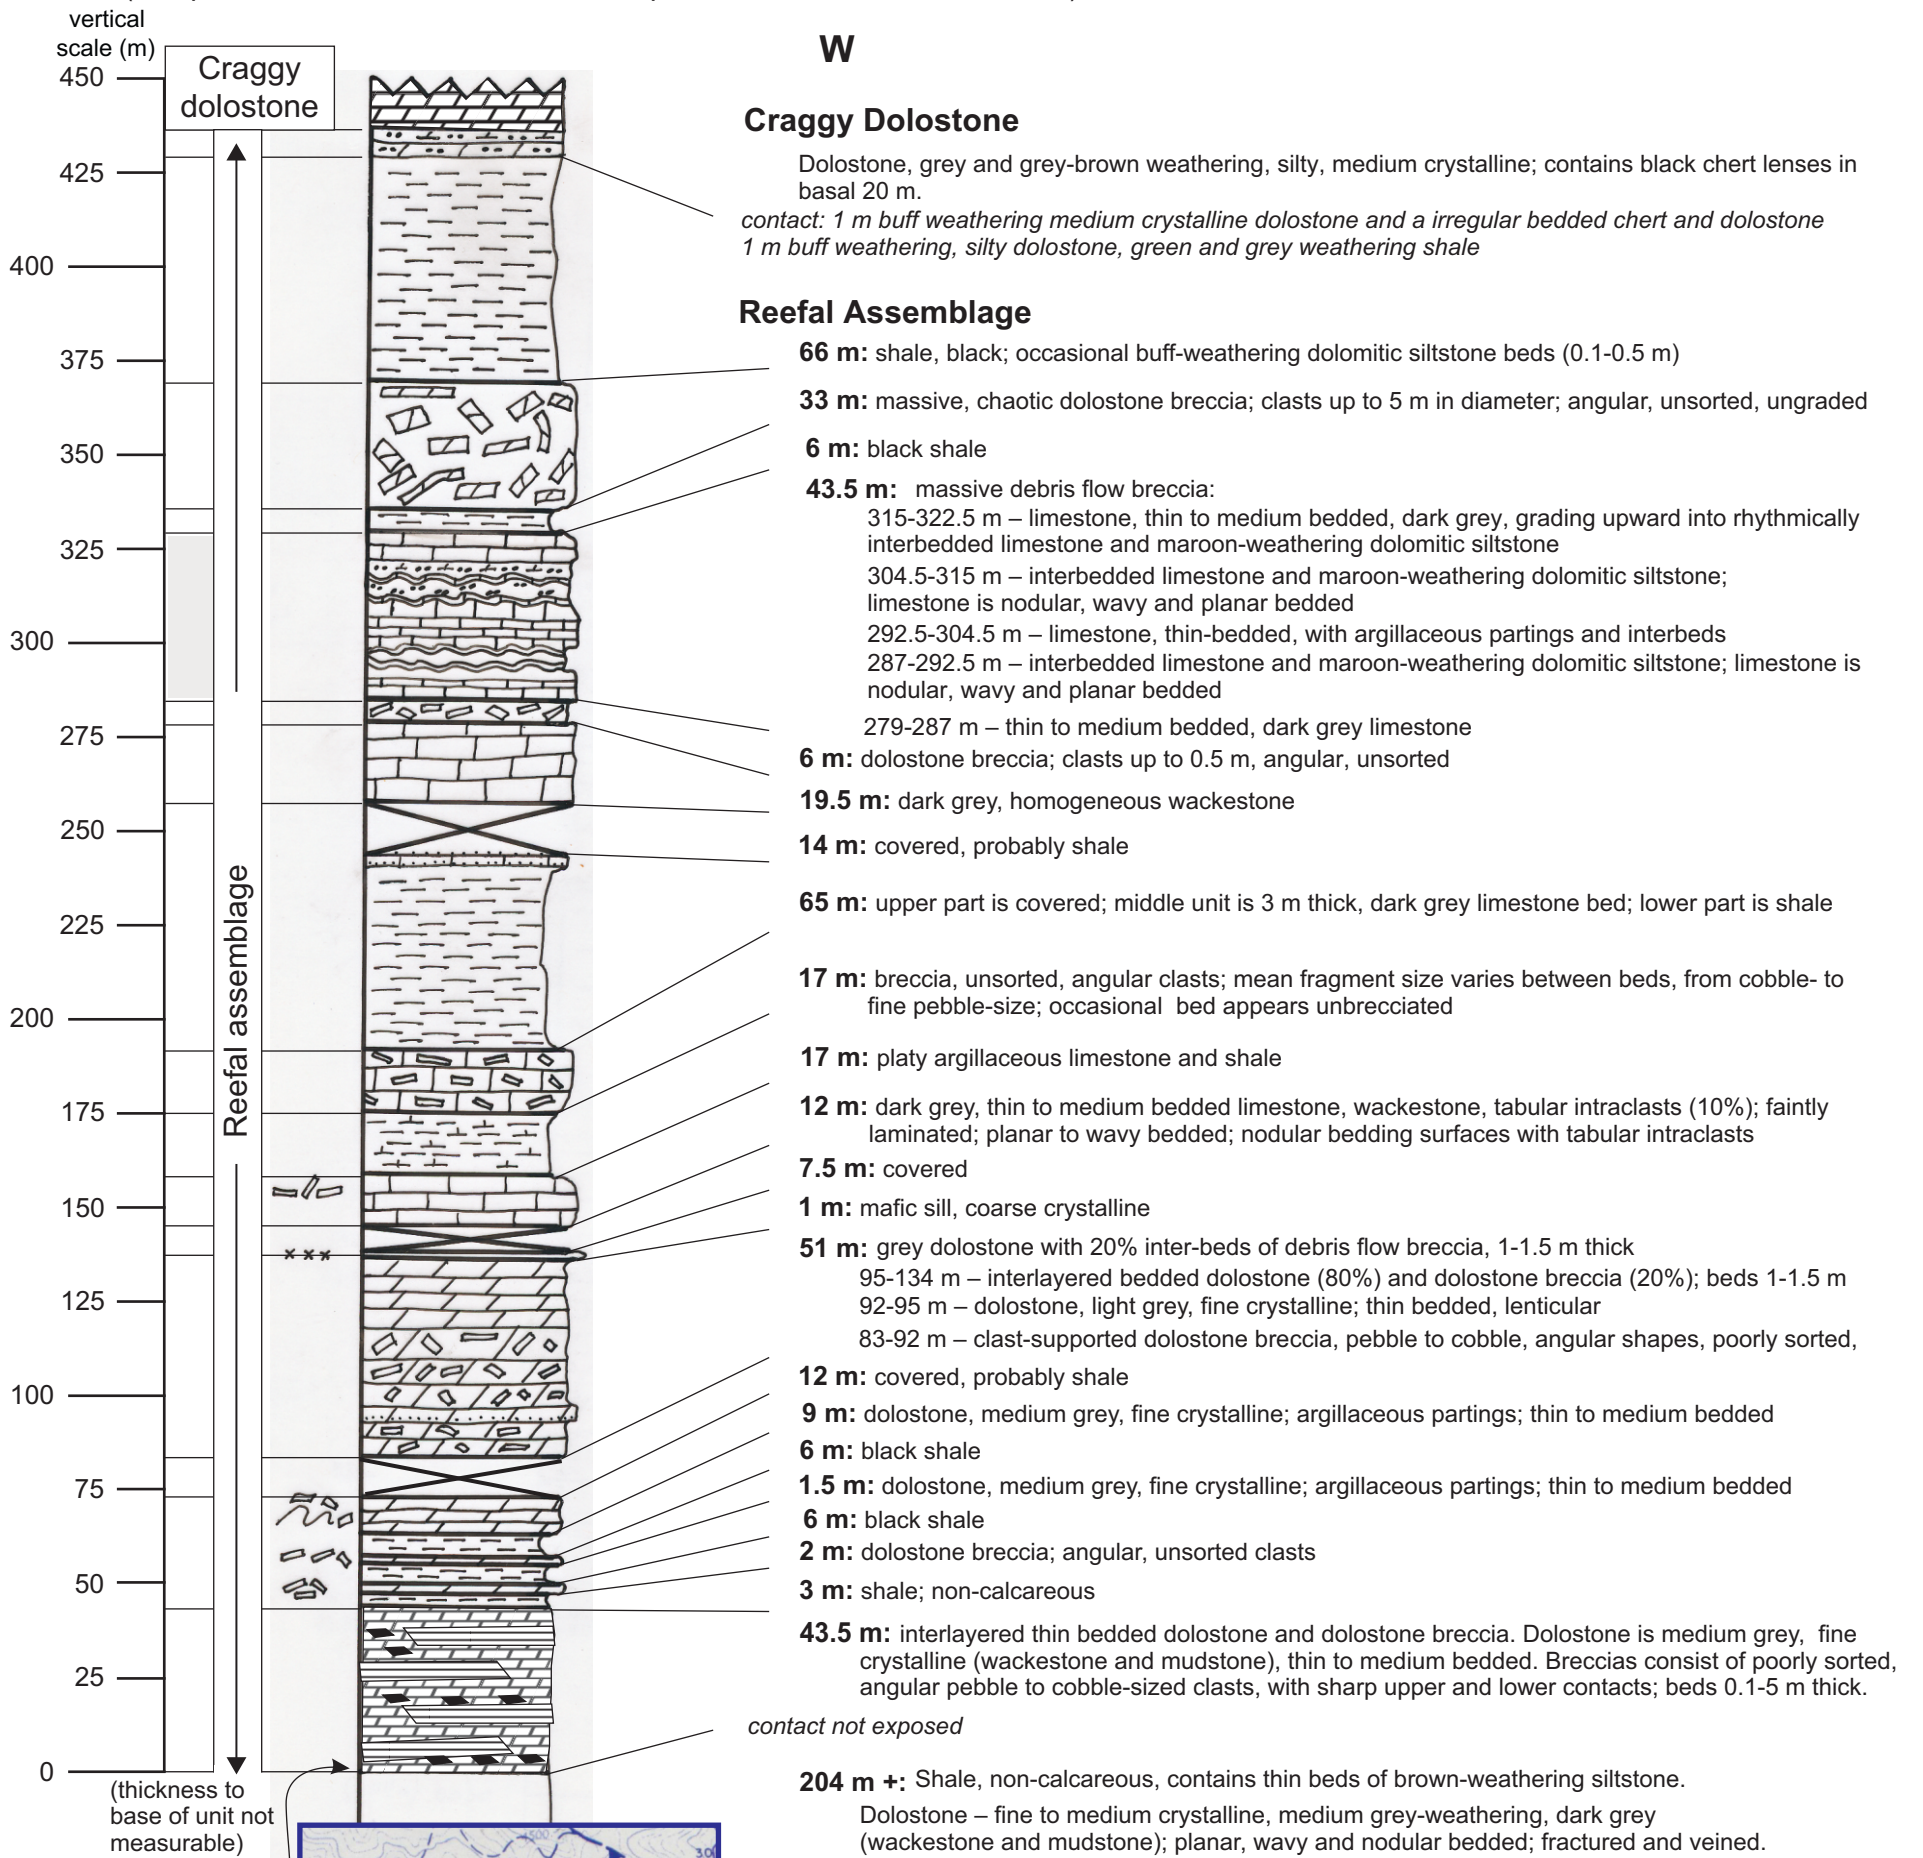 vertical
scale (m)
450
425
400
375
350
325
300
275
250
225
200
175
150
125
100
75
50
25
0
(thickness to
base of unit not
measurable)
Craggy
dolostone
Reefal assemblage
W
Craggy Dolostone
Dolostone, grey and grey-brown weathering, silty, medium crystalline; contains black chert lenses in
basal 20 m.
contact: 1 m buff weathering medium crystalline dolostone and a irregular bedded chert and dolostone
1 m buff weathering, silty dolostone, green and grey weathering shale
Reefal Assemblage
66 m: shale, black; occasional buff-weathering dolomitic siltstone beds (0.1-0.5 m)
33 m: massive, chaotic dolostone breccia; clasts up to 5 m in diameter; angular, unsorted, ungraded
6 m: black shale
43.5 m: massive debris flow breccia:
315-322.5 m – limestone, thin to medium bedded, dark grey, grading upward into rhythmically
interbedded limestone and maroon-weathering dolomitic siltstone
304.5-315 m – interbedded limestone and maroon-weathering dolomitic siltstone;
limestone is nodular, wavy and planar bedded
292.5-304.5 m – limestone, thin-bedded, with argillaceous partings and interbeds
287-292.5 m – interbedded limestone and maroon-weathering dolomitic siltstone; limestone is
nodular, wavy and planar bedded
279-287 m – thin to medium bedded, dark grey limestone
6 m: dolostone breccia; clasts up to 0.5 m, angular, unsorted
19.5 m: dark grey, homogeneous wackestone
14 m: covered, probably shale
65 m: upper part is covered; middle unit is 3 m thick, dark grey limestone bed; lower part is shale
17 m: breccia, unsorted, angular clasts; mean fragment size varies between beds, from cobble- to
fine pebble-size; occasional bed appears unbrecciated
17 m: platy argillaceous limestone and shale
12 m: dark grey, thin to medium bedded limestone, wackestone, tabular intraclasts (10%); faintly
laminated; planar to wavy bedded; nodular bedding surfaces with tabular intraclasts
7.5 m: covered
1 m: mafic sill, coarse crystalline
51 m: grey dolostone with 20% inter-beds of debris flow breccia, 1-1.5 m thick
95-134 m – interlayered bedded dolostone (80%) and dolostone breccia (20%); beds 1-1.5 m
92-95 m – dolostone, light grey, fine crystalline; thin bedded, lenticular
83-92 m – clast-supported dolostone breccia, pebble to cobble, angular shapes, poorly sorted,
12 m: covered, probably shale
9 m: dolostone, medium grey, fine crystalline; argillaceous partings; thin to medium bedded
6 m: black shale
1.5 m: dolostone, medium grey, fine crystalline; argillaceous partings; thin to medium bedded
6 m: black shale
2 m: dolostone breccia; angular, unsorted clasts
3 m: shale; non-calcareous
43.5 m: interlayered thin bedded dolostone and dolostone breccia. Dolostone is medium grey, fine
crystalline (wackestone and mudstone), thin to medium bedded. Breccias consist of poorly sorted,
angular pebble to cobble-sized clasts, with sharp upper and lower contacts; beds 0.1-5 m thick.
contact not exposed
204 m +: Shale, non-calcareous, contains thin beds of brown-weathering siltstone.
Dolostone – fine to medium crystalline, medium grey-weathering, dark grey
(wackestone and mudstone); planar, wavy and nodular bedded; fractured and veined.